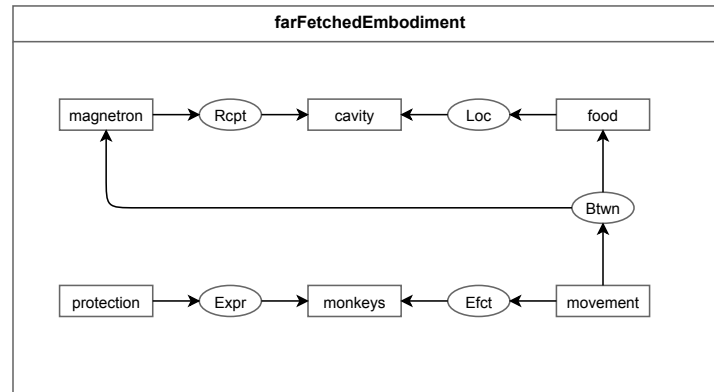 farFetchedEmbodiment
magnetron Rcpt cavity Loc food
Btwn
protection Expr monkeys Efct movement